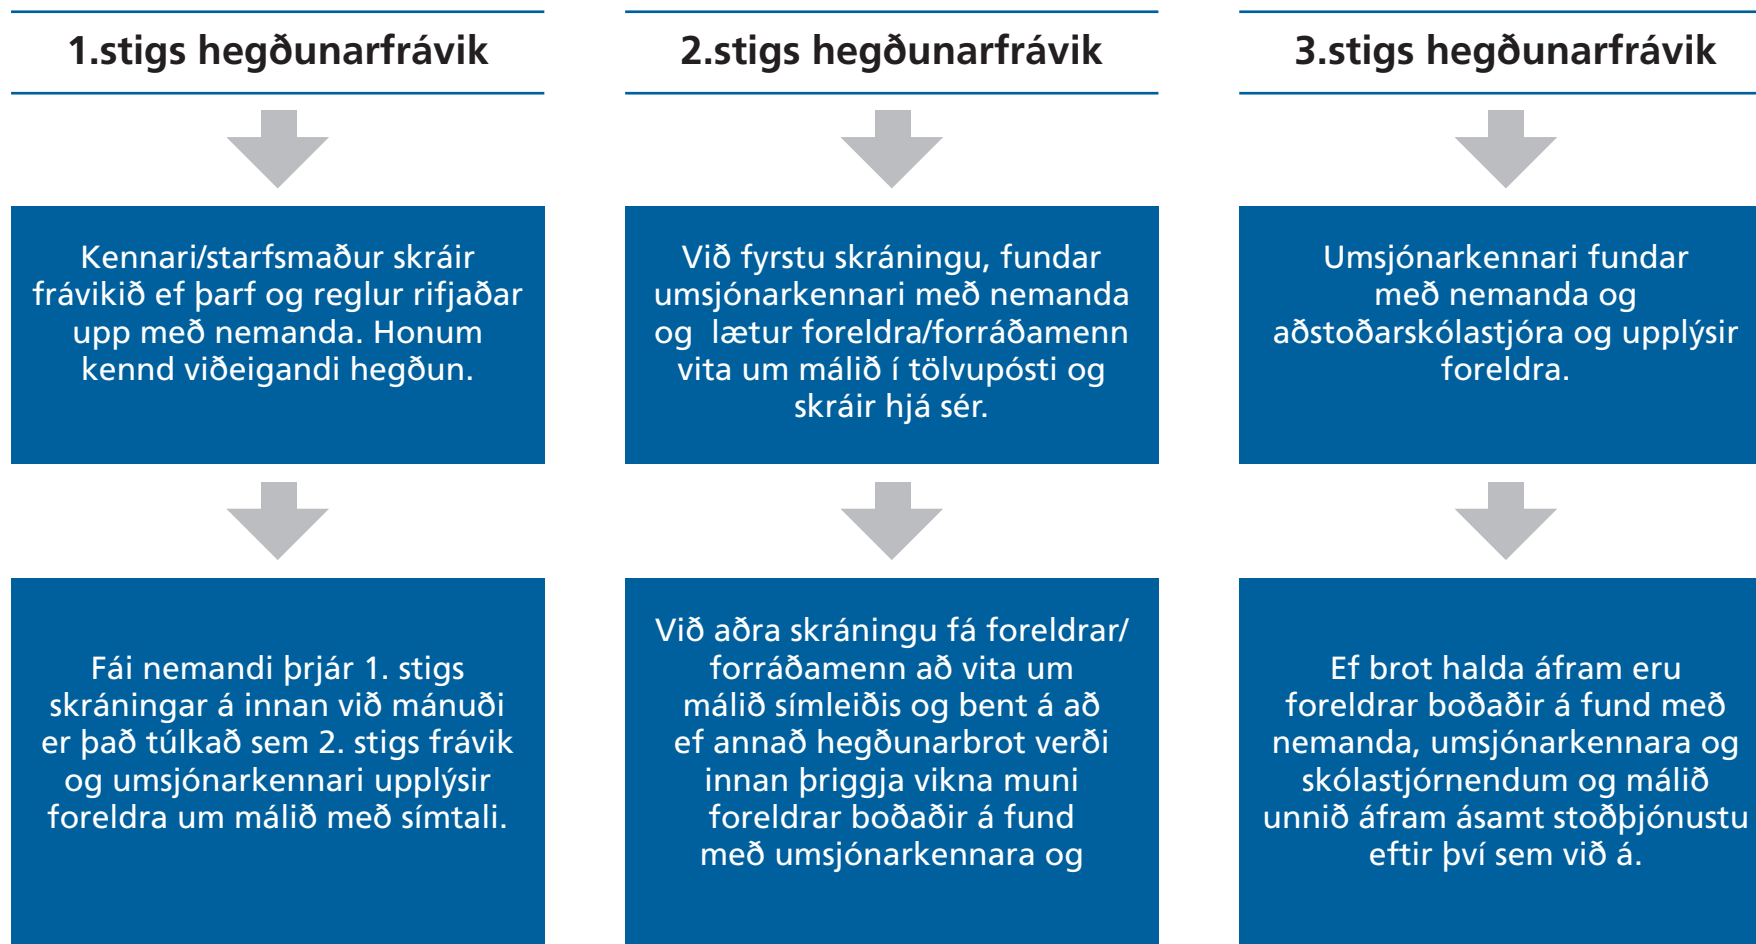 1.stigs hegðunarfrávik
Kennari/starfsmaður skráir
frávikið ef þarf og reglur rifjaðar
upp með nemanda. Honum
kennd viðeigandi hegðun.
Fái nemandi þrjár 1. stigs
skráningar á innan við mánuði
er það túlkað sem 2. stigs frávik
og umsjónarkennari upplýsir
foreldra um málið með símtali.
2.stigs hegðunarfrávik
Við fyrstu skráningu, fundar
umsjónarkennari með nemanda
og  lætur foreldra/forráðamenn
vita um málið í tölvupósti og
skráir hjá sér.
Við aðra skráningu fá foreldrar/
forráðamenn að vita um
málið símleiðis og bent á að
ef annað hegðunarbrot verði
innan þriggja vikna muni
foreldrar boðaðir á fund
með umsjónarkennara og
3.stigs hegðunarfrávik
Umsjónarkennari fundar
með nemanda og
aðstoðarskólastjóra og upplýsir
foreldra.
Ef brot halda áfram eru
foreldrar boðaðir á fund með
nemanda, umsjónarkennara og
skólastjórnendum og málið
unnið áfram ásamt stoðþjónustu
eftir því sem við á.